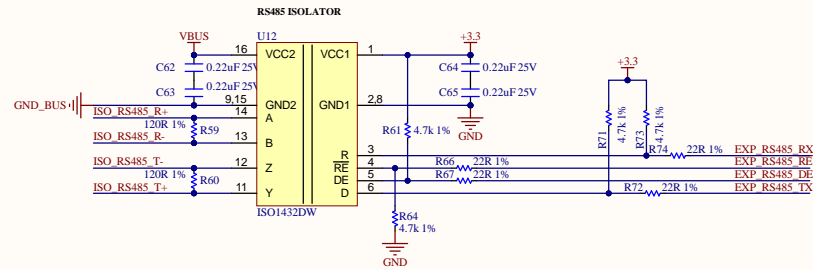 RS485 ISOLATOR
VBUS
U12
+3.3
16 VCC2 VCC1 1
C62 0.22uF 25V
C64 0.22uF 25V
C63 0.22uF 25V
C65 0.22uF 25V
+3.3
GND_BUS
9,15 GND2 GND1 2,8
GND
ISO_RS485_R+ 14 A
120R 1% R59
R61 4.7k 1%
R71 4.7k 1%
R73 4.7k 1%
ISO_RS485_R- 13 B
R 3 R74 22R 1% EXP_RS485_RX
ISO_RS485_T- 12 Z
RE 4 R66 22R 1% EXP_RS485_RE
120R 1% R60
DE 5 R67 22R 1% EXP_RS485_DE
ISO_RS485_T+ 11 Y
D 6 R72 22R 1% EXP_RS485_TX
ISO1432DW
R64
4.7k 1%
GND